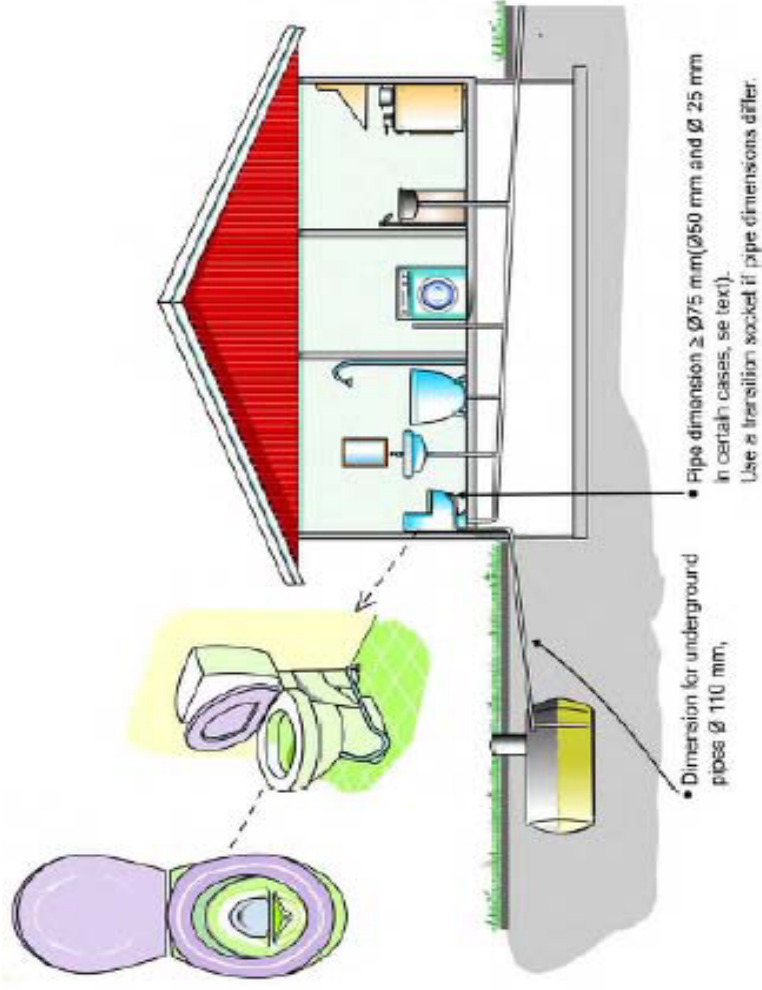 • Pipe dimension ≥ Ø75 mm(Ø50 mm and Ø 25 mm
in certain cases, se text).
Use a transition socket if pipe dimensions differ.
• Dimension for underground
pipes Ø 110 mm,